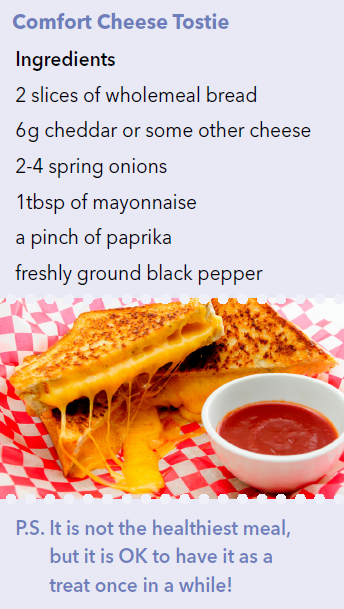 Comfort Cheese Tostie
Ingredients
2 slices of wholemeal bread
6g cheddar or some other cheese
2-4 spring onions
1tbsp of mayonnaise
a pinch of paprika
freshly ground black pepper
P.S. It is not the healthiest meal,
but it is OK to have it as a
treat once in a while!